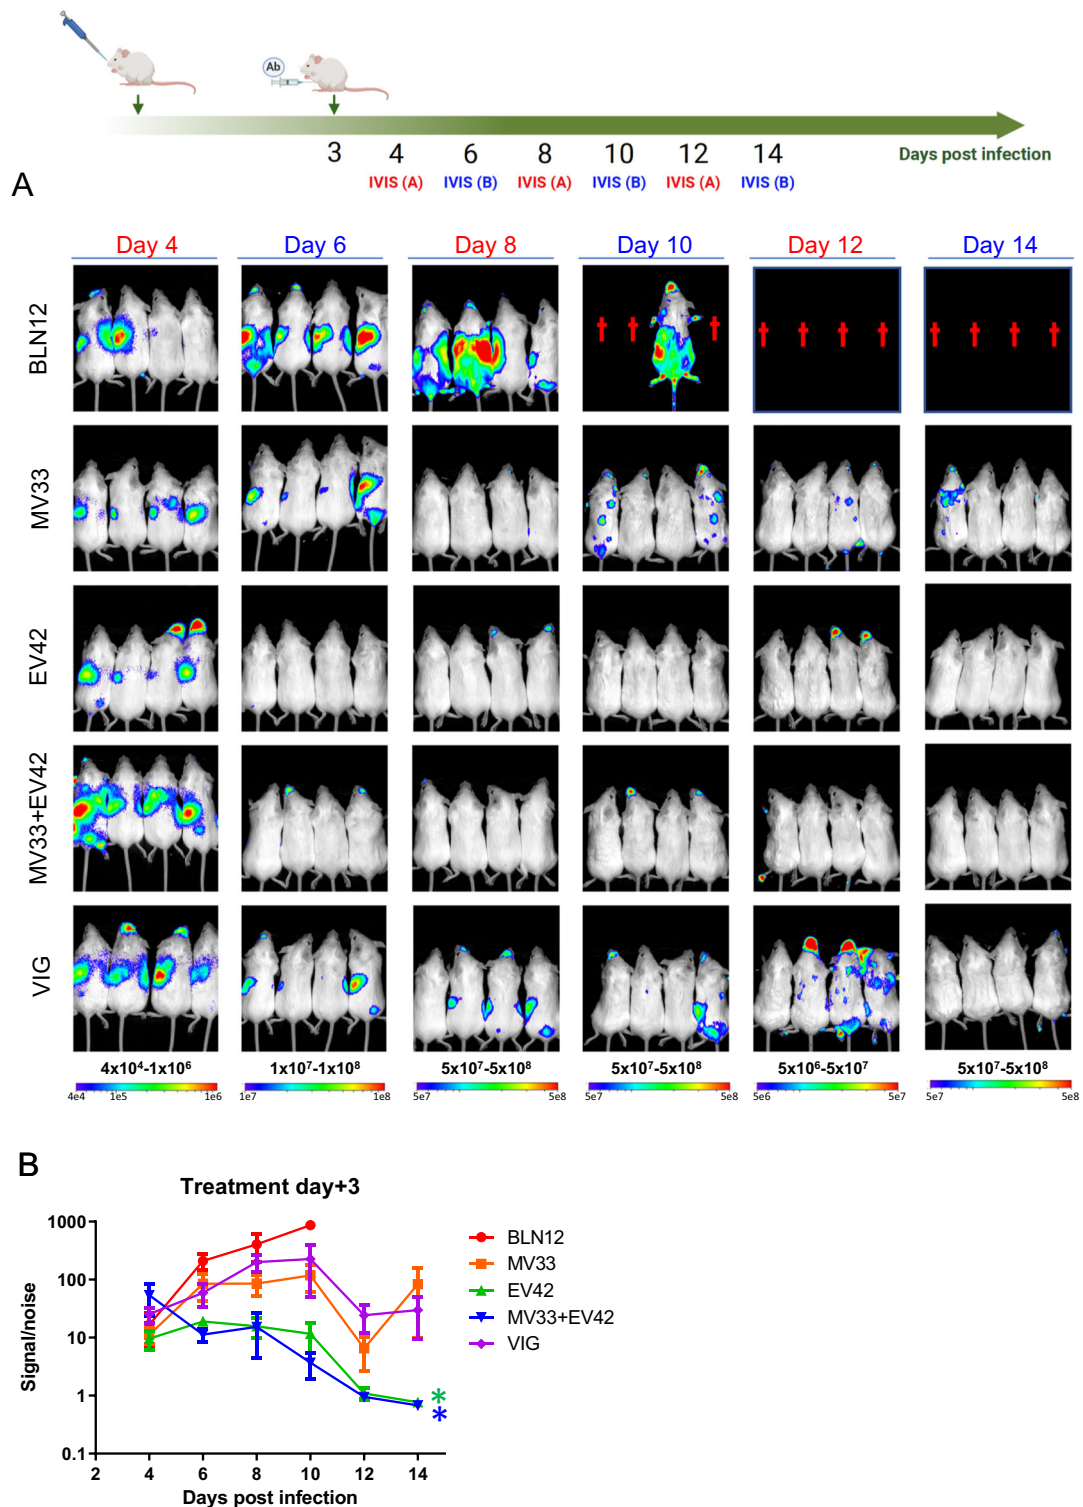 Ab
3 4 6 8 10 12 14
Days post infection
IVIS (A) IVIS (B) IVIS (A) IVIS (B) IVIS (A) IVIS (B)
A
Day 4 Day 6 Day 8 Day 10 Day 12 Day 14
BLN12
MV33
EV42
MV33+EV42
VIG
4x10⁴-1x10⁶ 1x10⁷-1x10⁸ 5x10⁷-5x10⁸ 5x10⁷-5x10⁸ 5x10⁶-5x10⁷ 5x10⁷-5x10⁸
4e4 1e5 1e6 1e7 1e8 5e7 5e8 5e7 5e8 5e6 5e7 5e7 5e8
B
Treatment day+3
1000
100
10
1
0.1
Signal/noise
2 4 6 8 10 12 14
Days post infection
BLN12
MV33
EV42
MV33+EV42
VIG
*
*